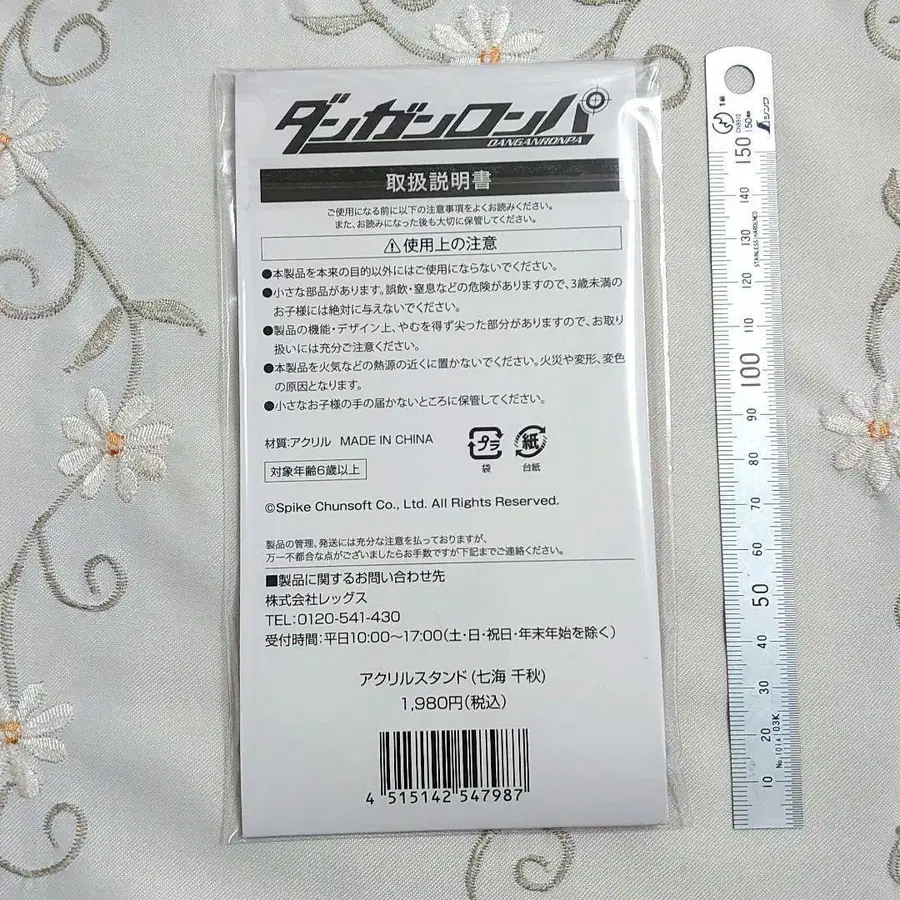 ダンガンロンパ
DANGANRONPA
取扱説明書
ご使用になる前に以下の注意事項をよくお読みください。
また、お読みになった後も大切に保管してください。
使用上の注意
●本製品を本来の目的以外にはご使用にならないでください。
●小さな部品があります。誤飲・窒息などの危険がありますので、3歳未満の
お子様には絶対に与えないでください。
●製品の機能・デザイン上、やむを得ず尖った部分がありますので、お取り
扱いには充分ご注意ください。
●本製品を火気などの熱源の近くに置かないでください。火災や変形、変色
の原因となります。
●小さなお子様の手の届かないところに保管してください。
材質:アクリル MADE IN CHINA
プラ
袋
紙
台紙
対象年齢6歳以上
©Spike Chunsoft Co., Ltd. All Rights Reserved.
製品の管理、発送には充分な注意を払っておりますが、
万一不都合な点がございましたらお手数ですが下記までご連絡ください。
■製品に関するお問い合わせ先
株式会社レッグス
TEL:0120-541-430
受付時間:平日10:00〜17:00(土・日・祝日・年末年始を除く)
アクリルスタンド(七海 千秋)
1,980円(税込)
4 515142 547987
1級
150mm
シンワ
150
140
130
STAINLESS HARDENED
120
110
100
90
80
70
60
50
40
30
20
10